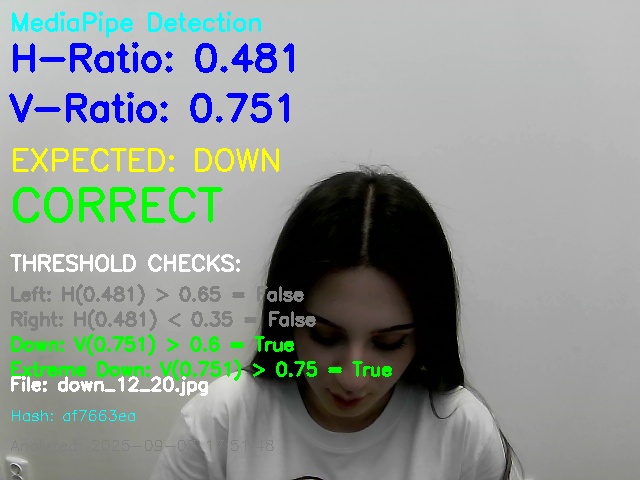 MediaPipe Detection
H-Ratio: 0.481
V-Ratio: 0.751
EXPECTED: DOWN
CORRECT
THRESHOLD CHECKS:
Left: H(0.481) > 0.65 = False
Right: H(0.481) < 0.35 = False
Down: V(0.751) > 0.6 = True
Extreme Down: V(0.751) > 0.75 = True
File: down_12_20.jpg
Hash: af7663ea